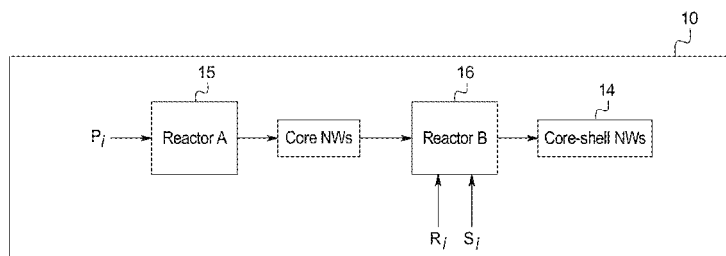 10
15
16
14
Pi
Reactor A
Core NWs
Reactor B
Core-shell NWs
Ri
Si